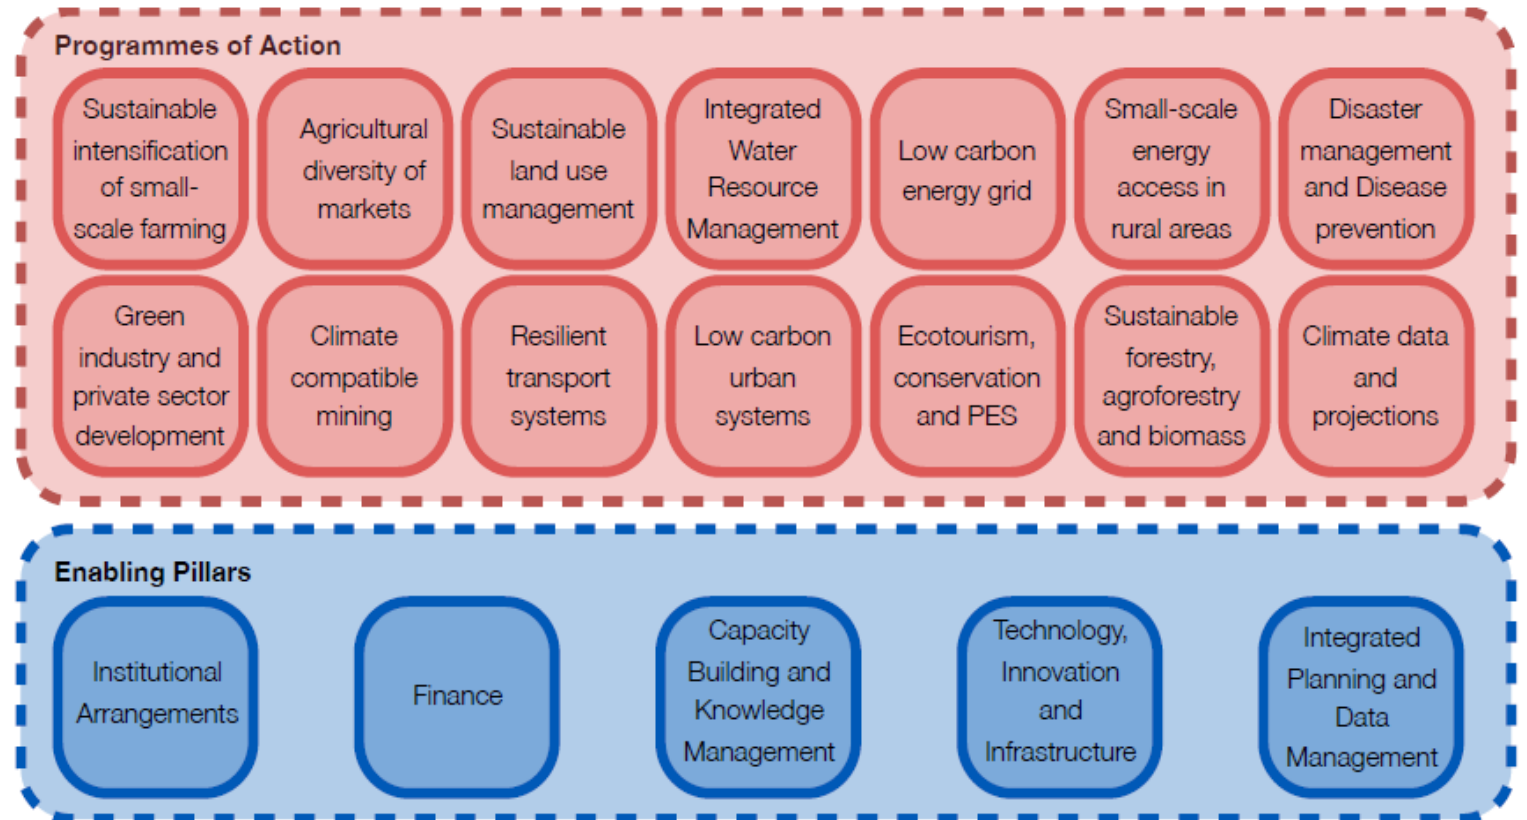 Programmes of Action
Sustainable
intensification
of small-
scale farming
Agricultural
diversity of
markets
Sustainable
land use
management
Integrated
Water
Resource
Management
Low carbon
energy grid
Small-scale
energy
access in
rural areas
Disaster
management
and Disease
prevention
Green
industry and
private sector
development
Climate
compatible
mining
Resilient
transport
systems
Low carbon
urban
systems
Ecotourism,
conservation
and PES
Sustainable
forestry,
agroforestry
and biomass
Climate data
and
projections
Enabling Pillars
Institutional
Arrangements
Finance
Capacity
Building and
Knowledge
Management
Technology,
Innovation
and
Infrastructure
Integrated
Planning and
Data
Management